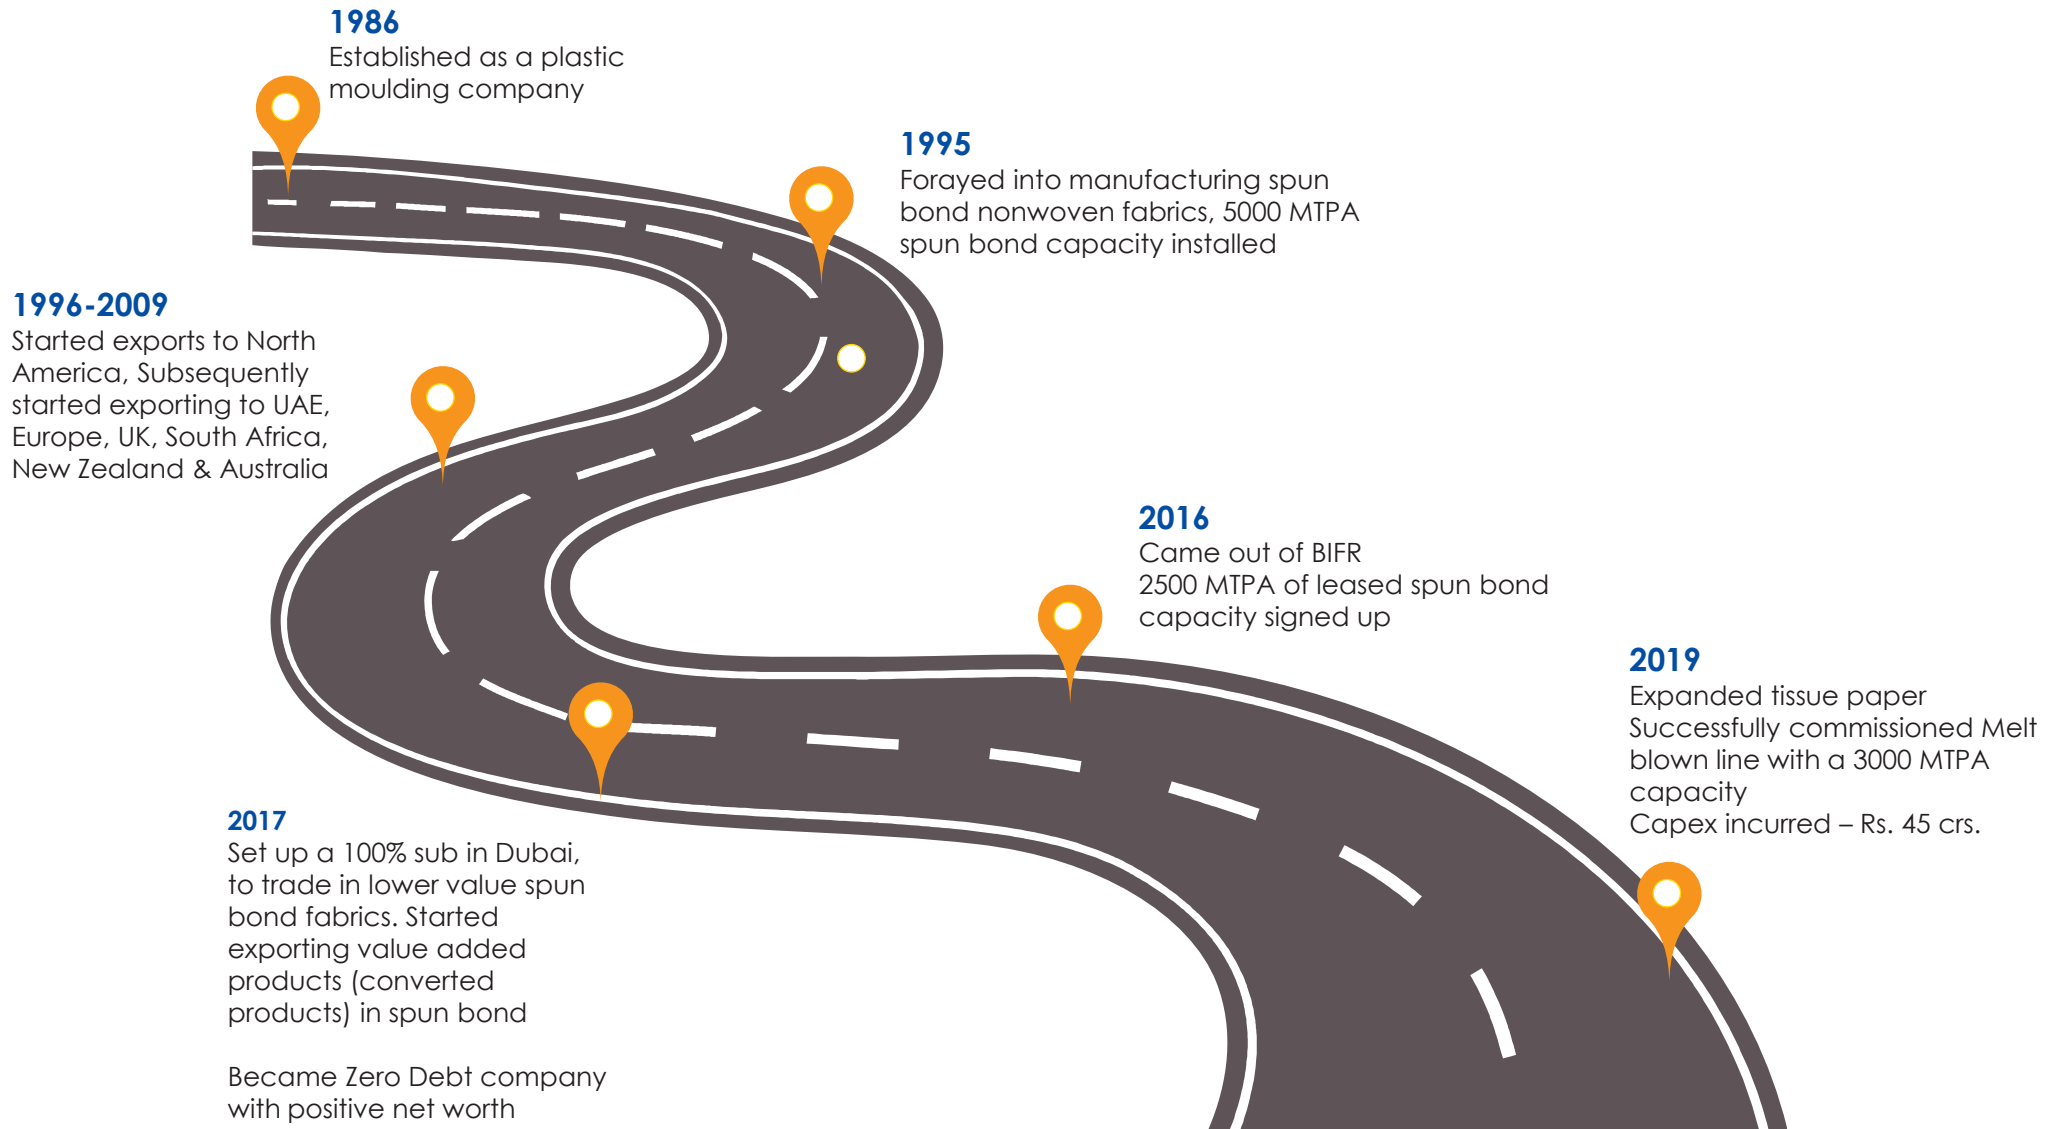 1986
Established as a plastic
moulding company
1995
Forayed into manufacturing spun
bond nonwoven fabrics, 5000 MTPA
spun bond capacity installed
1996-2009
Started exports to North
America, Subsequently
started exporting to UAE,
Europe, UK, South Africa,
New Zealand & Australia
2016
Came out of BIFR
2500 MTPA of leased spun bond
capacity signed up
2017
Set up a 100% sub in Dubai,
to trade in lower value spun
bond fabrics. Started
exporting value added
products (converted
products) in spun bond
Became Zero Debt company
with positive net worth
2019
Expanded tissue paper
Successfully commissioned Melt
blown line with a 3000 MTPA
capacity
Capex incurred – Rs. 45 crs.